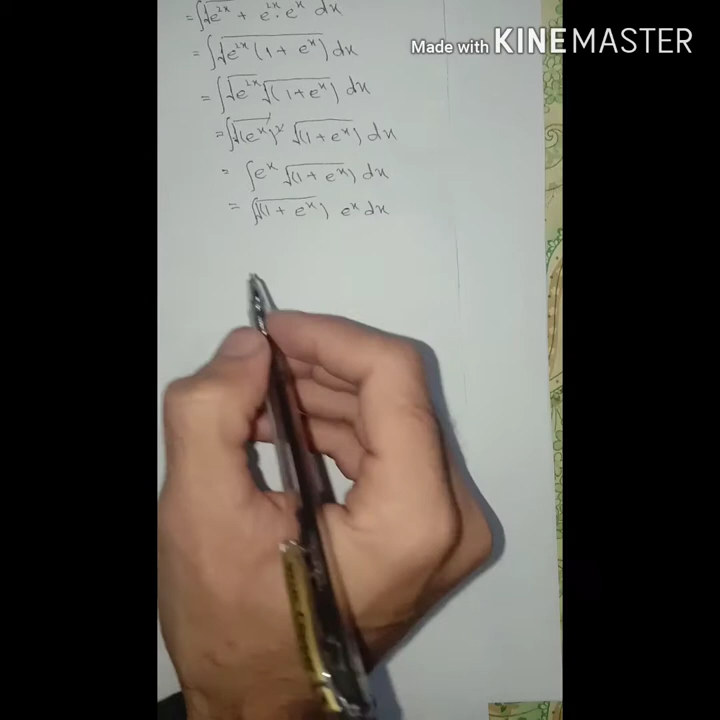 = ∫√e^2x + e^2x · e^x dx
Made with KINEMASTER
= ∫√e^2x (1 + e^x) dx
= ∫√e^2x √(1+e^x) dx
= ∫√(e^x)^2 √(1+e^x) dx
= ∫e^x √(1 + e^x) dx
= ∫√(1 + e^x) e^x dx